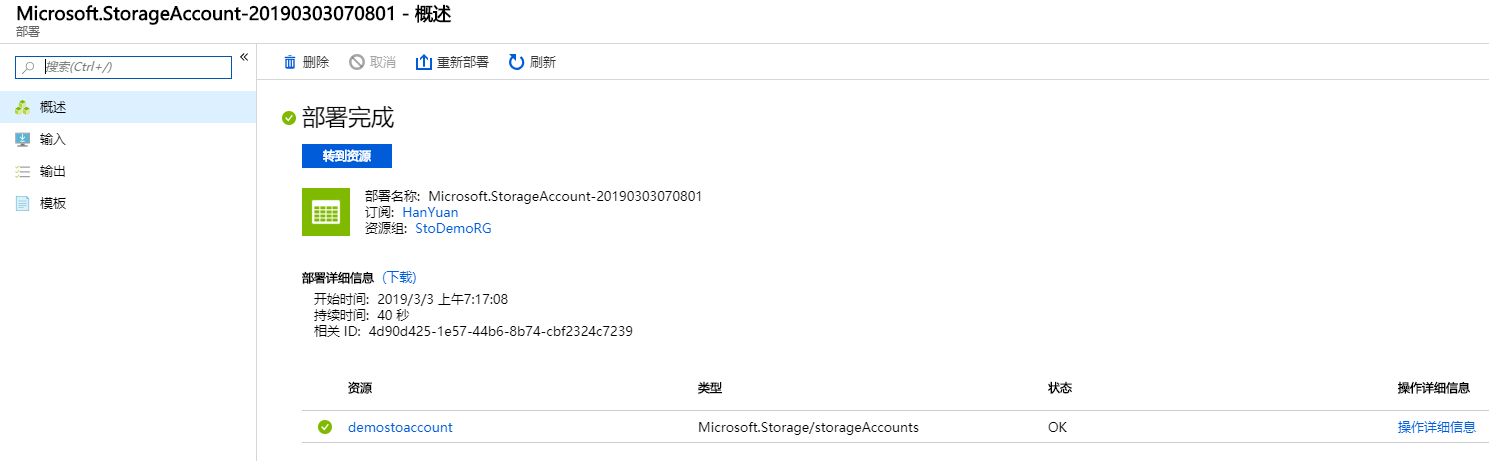 Microsoft.StorageAccount-20190303070801 - 概述
部署
搜索(Ctrl+/)
«
概述
输入
输出
模板
删除 取消 重新部署 刷新
部署完成
转到资源
部署名称: Microsoft.StorageAccount-20190303070801
订阅: HanYuan
资源组: StoDemoRG
部署详细信息 (下载)
开始时间: 2019/3/3 上午7:17:08
持续时间: 40 秒
相关 ID: 4d90d425-1e57-44b6-8b74-cbf2324c7239
资源 类型 状态 操作详细信息
demostoaccount Microsoft.Storage/storageAccounts OK 操作详细信息